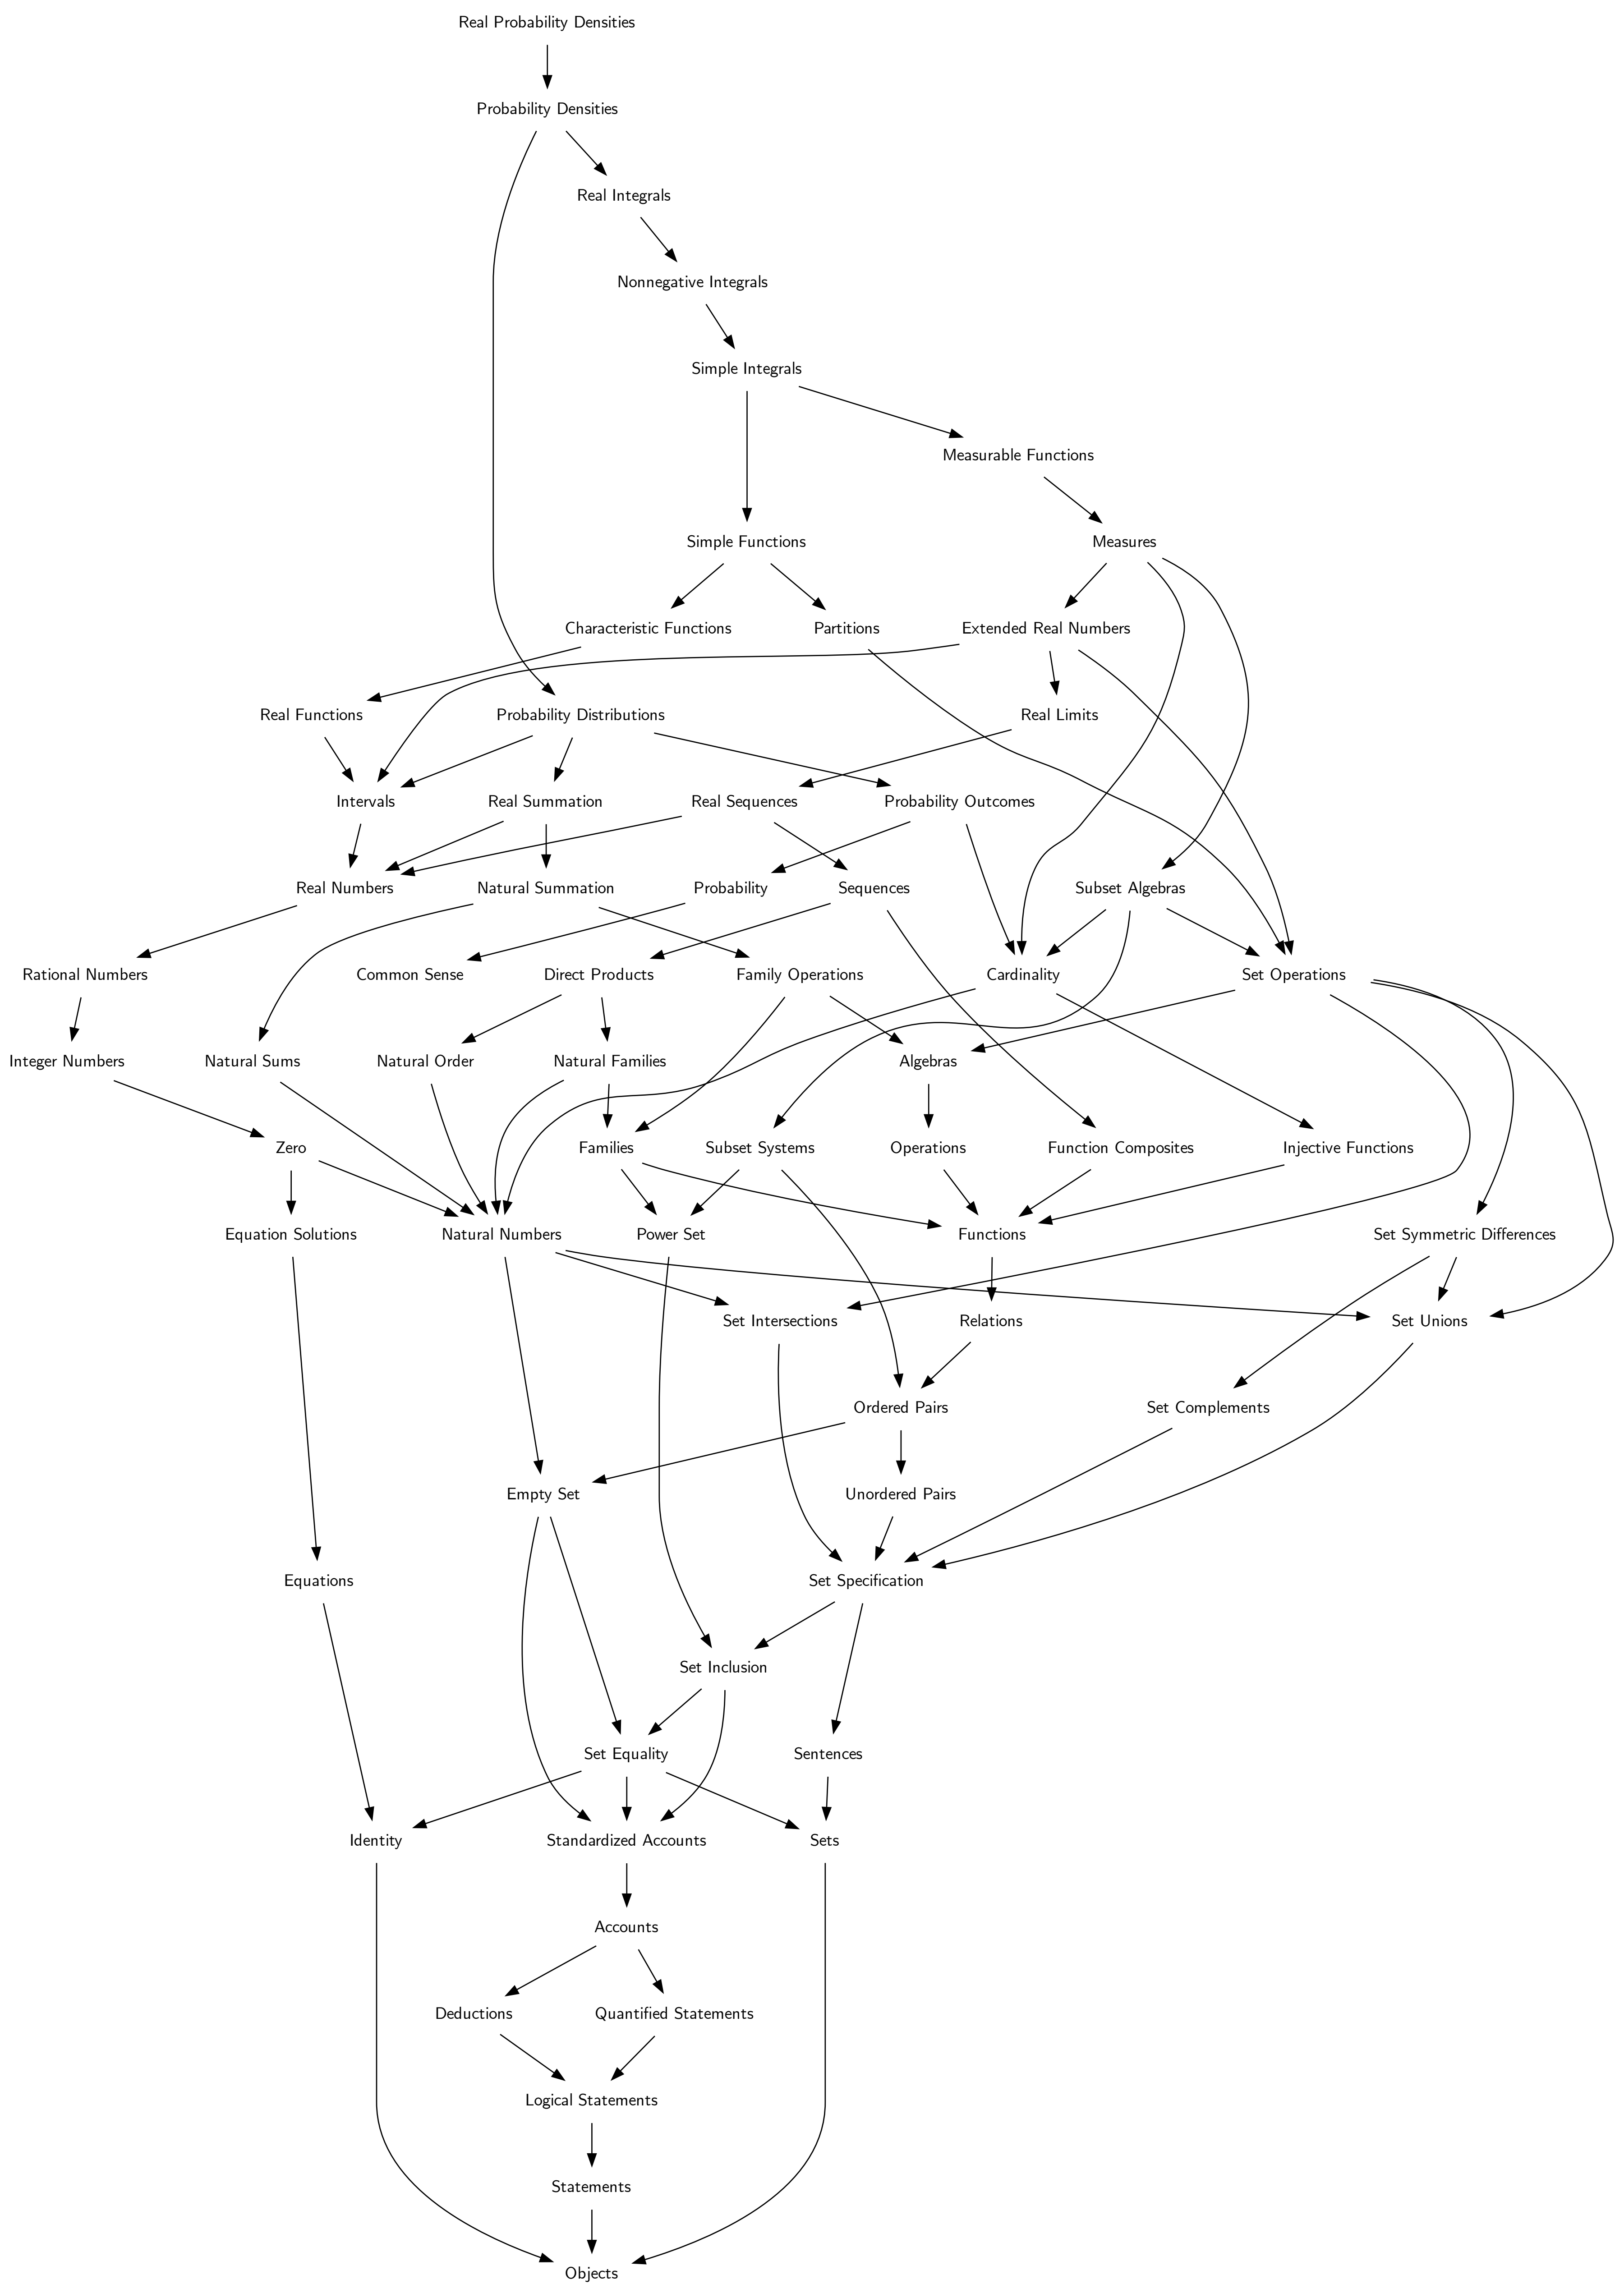 Real Probability Densities
Probability Densities
Real Integrals
Nonnegative Integrals
Simple Integrals
Measurable Functions
Simple Functions
Measures
Characteristic Functions
Partitions
Extended Real Numbers
Real Functions
Probability Distributions
Real Limits
Intervals
Real Summation
Real Sequences
Probability Outcomes
Real Numbers
Natural Summation
Probability
Sequences
Subset Algebras
Rational Numbers
Common Sense
Direct Products
Family Operations
Cardinality
Set Operations
Integer Numbers
Natural Sums
Natural Order
Natural Families
Algebras
Zero
Families
Subset Systems
Operations
Function Composites
Injective Functions
Equation Solutions
Natural Numbers
Power Set
Functions
Set Symmetric Differences
Set Intersections
Relations
Set Unions
Ordered Pairs
Set Complements
Empty Set
Unordered Pairs
Equations
Set Specification
Set Inclusion
Set Equality
Sentences
Identity
Standardized Accounts
Sets
Accounts
Deductions
Quantified Statements
Logical Statements
Statements
Objects